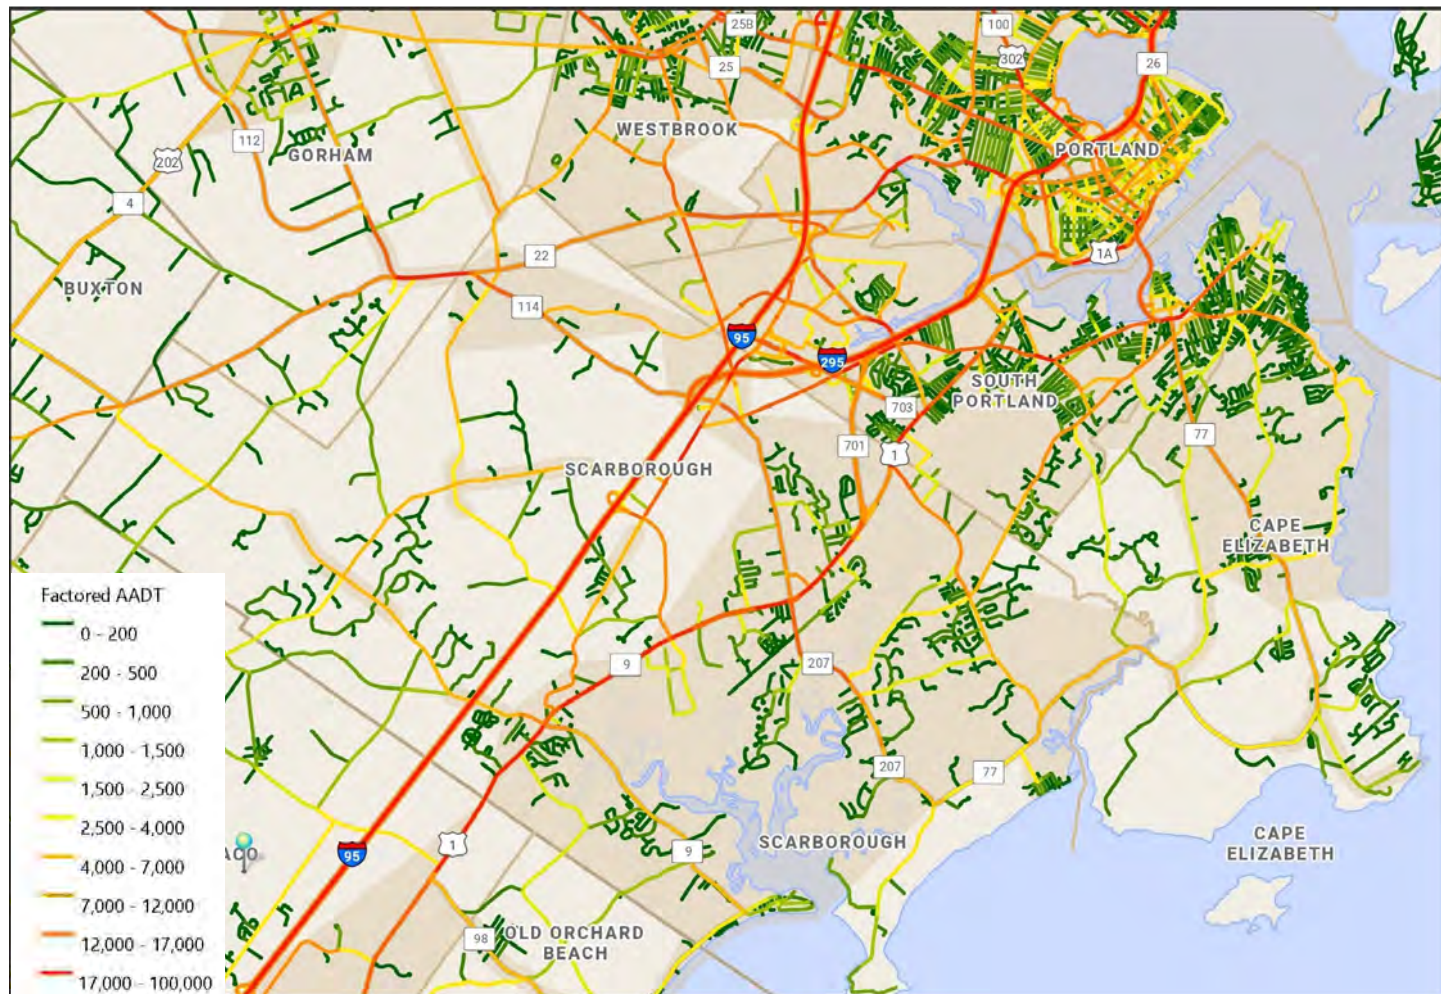 25B
100
25
302
26
WESTBROOK
112
GORHAM
PORTLAND
202
4
22
1A
BUXTON
114
95
295
SOUTH
PORTLAND
703
701
77
1
SCARBOROUGH
CAPE
ELIZABETH
Factored AADT
0 - 200
200 - 500
500 - 1,000
1,000 - 1,500
1,500 - 2,500
2,500 - 4,000
4,000 - 7,000
7,000 - 12,000
12,000 - 17,000
17,000 - 100,000
9
207
207
77
SCARBOROUGH
CAPE
ELIZABETH
1
95
ACO
9
98
OLD ORCHARD
BEACH